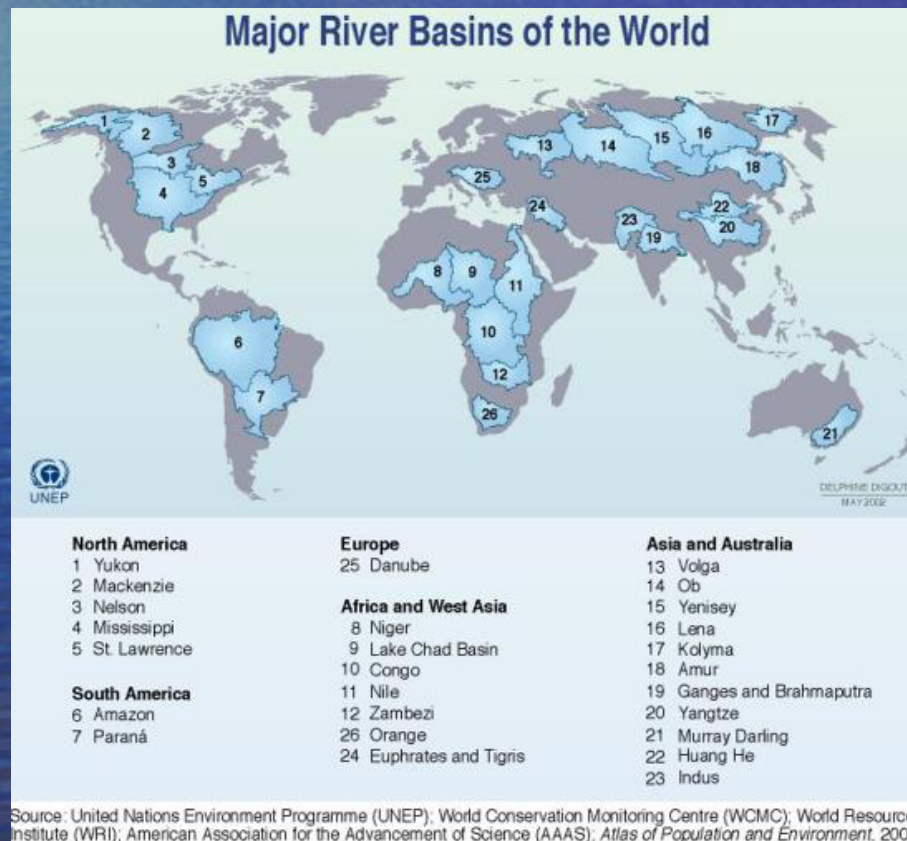 Major River Basins of the World
1
2
3
4
5
6
7
8
9
10
11
12
13
14
15
16
17
18
19
20
21
22
23
24
25
26
UNEP
DELPHINE DIGOUT
MAY 2002
North America
1 Yukon
2 Mackenzie
3 Nelson
4 Mississippi
5 St. Lawrence
South America
6 Amazon
7 Paraná
Europe
25 Danube
Africa and West Asia
8 Niger
9 Lake Chad Basin
10 Congo
11 Nile
12 Zambezi
26 Orange
24 Euphrates and Tigris
Asia and Australia
13 Volga
14 Ob
15 Yenisey
16 Lena
17 Kolyma
18 Amur
19 Ganges and Brahmaputra
20 Yangtze
21 Murray Darling
22 Huang He
23 Indus
Source: United Nations Environment Programme (UNEP); World Conservation Monitoring Centre (WCMC); World Resourc
Institute (WRI); American Association for the Advancement of Science (AAAS); Atlas of Population and Environment, 200